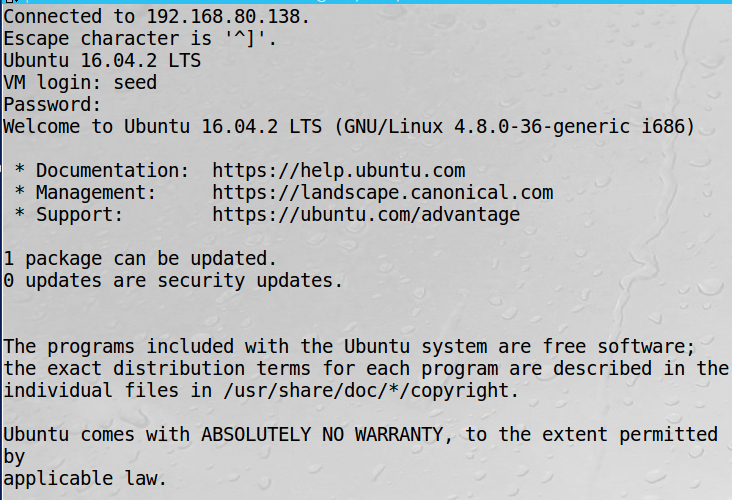 Connected to 192.168.80.138.
Escape character is '^]'.
Ubuntu 16.04.2 LTS
VM login: seed
Password:
Welcome to Ubuntu 16.04.2 LTS (GNU/Linux 4.8.0-36-generic i686)

 * Documentation:  https://help.ubuntu.com
 * Management:     https://landscape.canonical.com
 * Support:        https://ubuntu.com/advantage

1 package can be updated.
0 updates are security updates.

The programs included with the Ubuntu system are free software;
the exact distribution terms for each program are described in the
individual files in /usr/share/doc/*/copyright.

Ubuntu comes with ABSOLUTELY NO WARRANTY, to the extent permitted
by
applicable law.